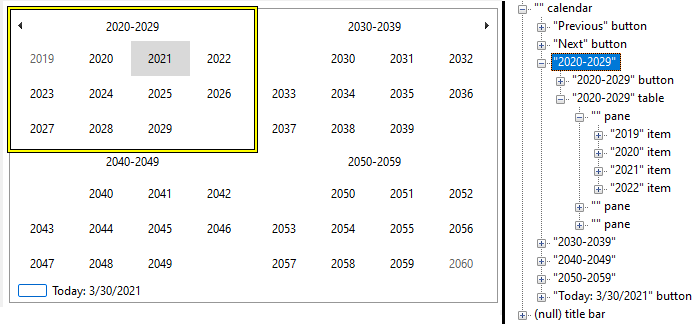 2020-2029
2019 2020 2021 2022
2023 2024 2025 2026
2027 2028 2029
2030-2039
2030 2031 2032
2033 2034 2035 2036
2037 2038 2039
2040-2049
2040 2041 2042
2043 2044 2045 2046
2047 2048 2049
2050-2059
2050 2051 2052
2053 2054 2055 2056
2057 2058 2059 2060
Today: 3/30/2021
"" calendar
"Previous" button
"Next" button
"2020-2029"
"2020-2029" button
"2020-2029" table
"" pane
"2019" item
"2020" item
"2021" item
"2022" item
"" pane
"" pane
"2030-2039"
"2040-2049"
"2050-2059"
"Today: 3/30/2021" button
(null) title bar